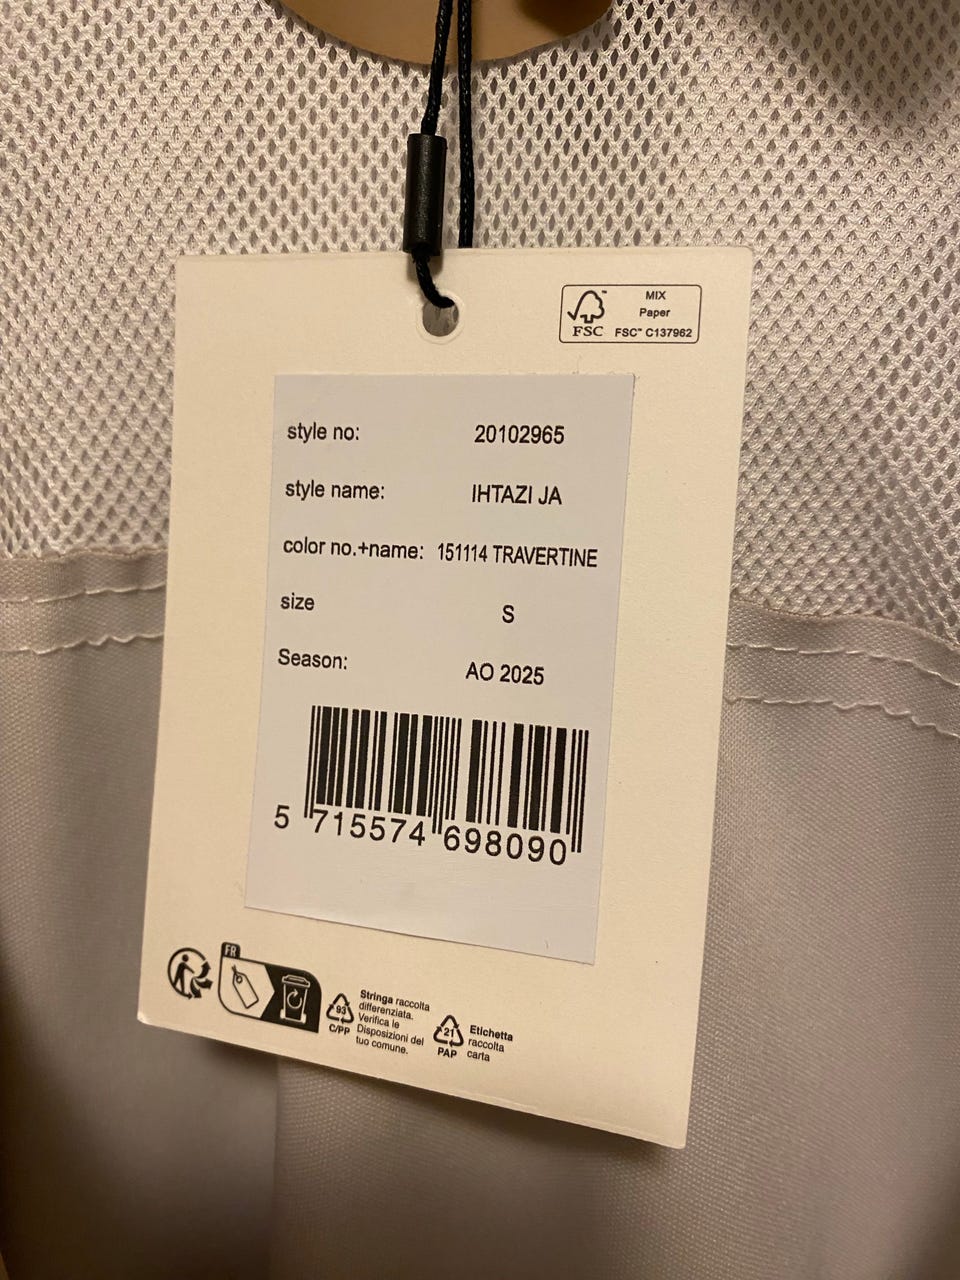 FSC™
MIX
Paper
FSC™ C137962
style no: 20102965
style name: IHTAZI JA
color no.+name: 151114 TRAVERTINE
size S
Season: AO 2025
5 715574 698090
FR
93
C/PP
Stringa raccolta
differenziata.
Verifica le
Disposizioni del
tuo comune.
21
PAP
Etichetta
raccolta
carta